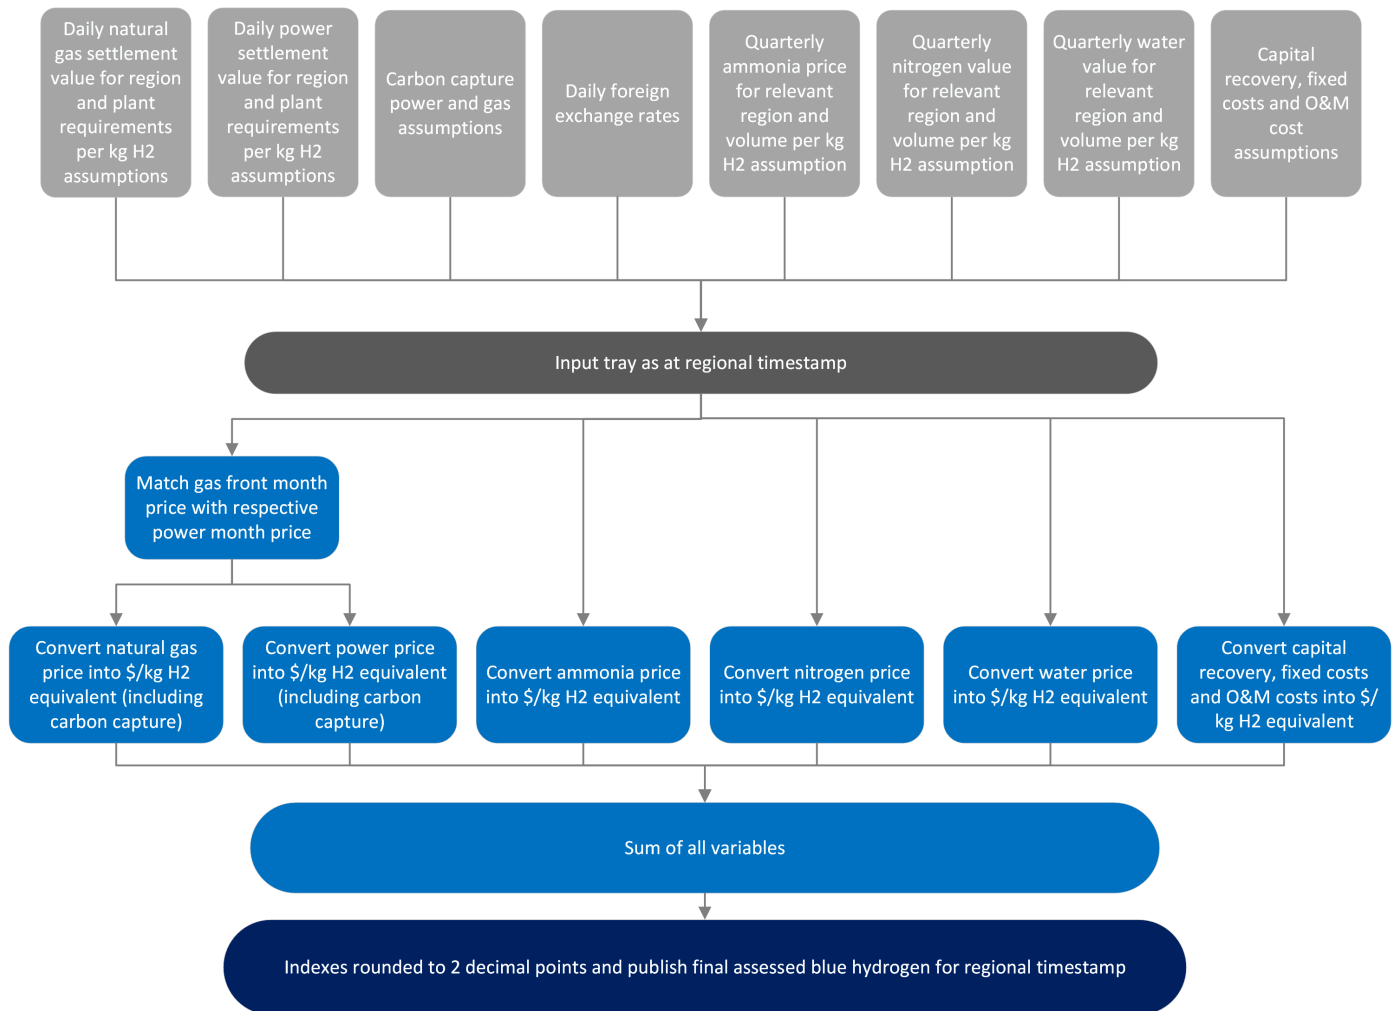 Daily natural
gas settlement
value for region
and plant
requirements
per kg H2
assumptions
Daily power
settlement
value for region
and plant
requirements
per kg H2
assumptions
Carbon capture
power and gas
assumptions
Daily foreign
exchange rates
Quarterly
ammonia price
for relevant
region and
volume per kg
H2 assumption
Quarterly
nitrogen value
for relevant
region and
volume per kg
H2 assumption
Quarterly water
value for
relevant
region and
volume per kg
H2 assumption
Capital
recovery, fixed
costs and O&M
cost
assumptions
Input tray as at regional timestamp
Match gas front month
price with respective
power month price
Convert natural gas
price into $/kg H2
equivalent (including
carbon capture)
Convert power price
into $/kg H2 equivalent
(including carbon
capture)
Convert ammonia price
into $/kg H2 equivalent
Convert nitrogen price
into $/kg H2 equivalent
Convert water price
into $/kg H2 equivalent
Convert capital
recovery, fixed costs
and O&M costs into $/
kg H2 equivalent
Sum of all variables
Indexes rounded to 2 decimal points and publish final assessed blue hydrogen for regional timestamp